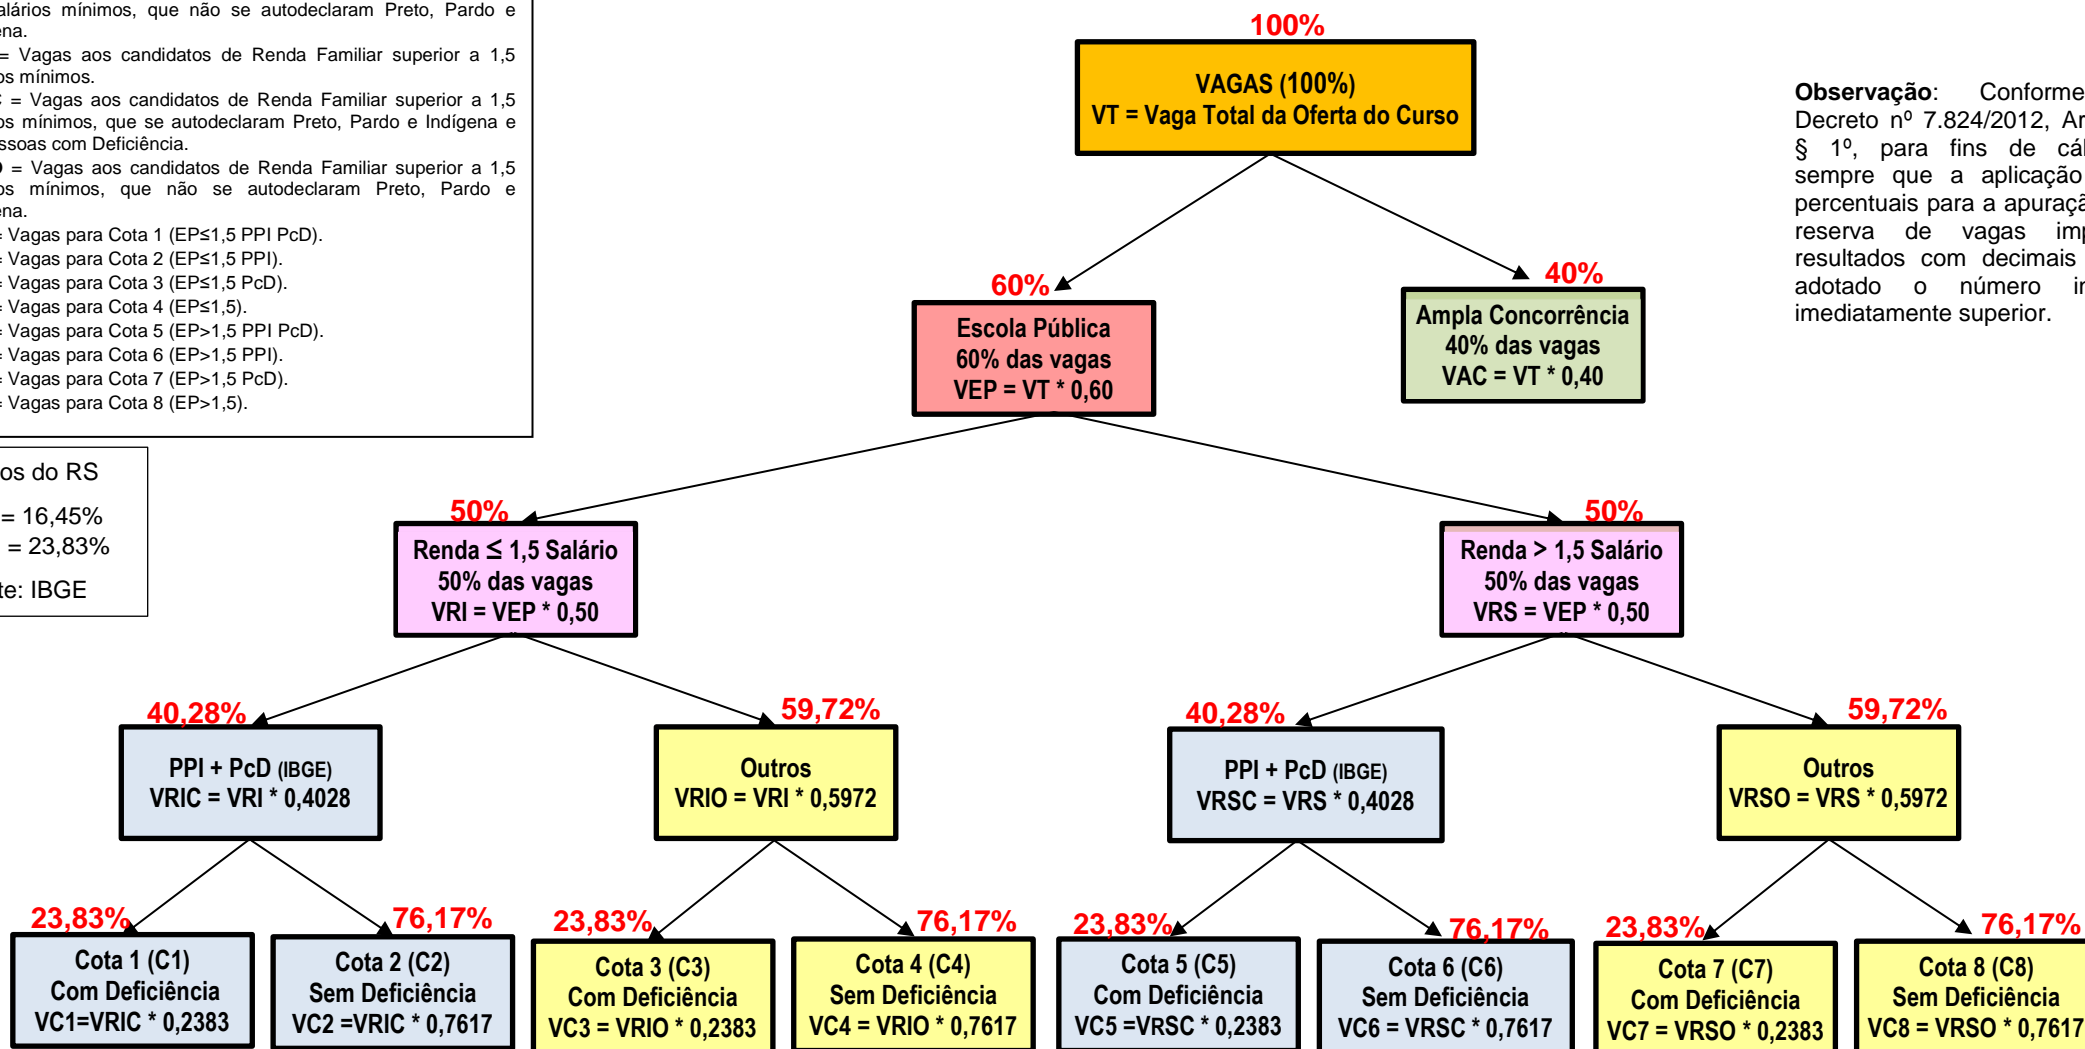 alários mínimos, que não se autodeclaram Preto, Pardo e
ena.
= Vagas aos candidatos de Renda Familiar superior a 1,5
os mínimos.
C = Vagas aos candidatos de Renda Familiar superior a 1,5
os mínimos, que se autodeclaram Preto, Pardo e Indígena e
ssoas com Deficiência.
O = Vagas aos candidatos de Renda Familiar superior a 1,5
os mínimos, que não se autodeclaram Preto, Pardo e
ena.
= Vagas para Cota 1 (EP≤1,5 PPI PcD).
= Vagas para Cota 2 (EP≤1,5 PPI).
= Vagas para Cota 3 (EP≤1,5 PcD).
= Vagas para Cota 4 (EP≤1,5).
= Vagas para Cota 5 (EP>1,5 PPI PcD).
= Vagas para Cota 6 (EP>1,5 PPI).
= Vagas para Cota 7 (EP>1,5 PcD).
= Vagas para Cota 8 (EP>1,5).
os do RS
= 16,45%
= 23,83%
te: IBGE
100%
VAGAS (100%)
VT = Vaga Total da Oferta do Curso
Observação: Conforme
Decreto nº 7.824/2012, Ar
§ 1º, para fins de cál
sempre que a aplicação
percentuais para a apuraçã
reserva de vagas imp
resultados com decimais
adotado o número in
imediatamente superior.
60%
Escola Pública
60% das vagas
VEP = VT * 0,60
40%
Ampla Concorrência
40% das vagas
VAC = VT * 0,40
50%
Renda ≤ 1,5 Salário
50% das vagas
VRI = VEP * 0,50
50%
Renda > 1,5 Salário
50% das vagas
VRS = VEP * 0,50
40,28%
PPI + PcD (IBGE)
VRIC = VRI * 0,4028
59,72%
Outros
VRIO = VRI * 0,5972
40,28%
PPI + PcD (IBGE)
VRSC = VRS * 0,4028
59,72%
Outros
VRSO = VRS * 0,5972
23,83%
Cota 1 (C1)
Com Deficiência
VC1=VRIC * 0,2383
76,17%
Cota 2 (C2)
Sem Deficiência
VC2 =VRIC * 0,7617
23,83%
Cota 3 (C3)
Com Deficiência
VC3 = VRIO * 0,2383
76,17%
Cota 4 (C4)
Sem Deficiência
VC4 = VRIO * 0,7617
23,83%
Cota 5 (C5)
Com Deficiência
VC5 =VRSC * 0,2383
76,17%
Cota 6 (C6)
Sem Deficiência
VC6 = VRSC * 0,7617
23,83%
Cota 7 (C7)
Com Deficiência
VC7 = VRSO * 0,2383
76,17%
Cota 8 (C8)
Sem Deficiência
VC8 = VRSO * 0,7617